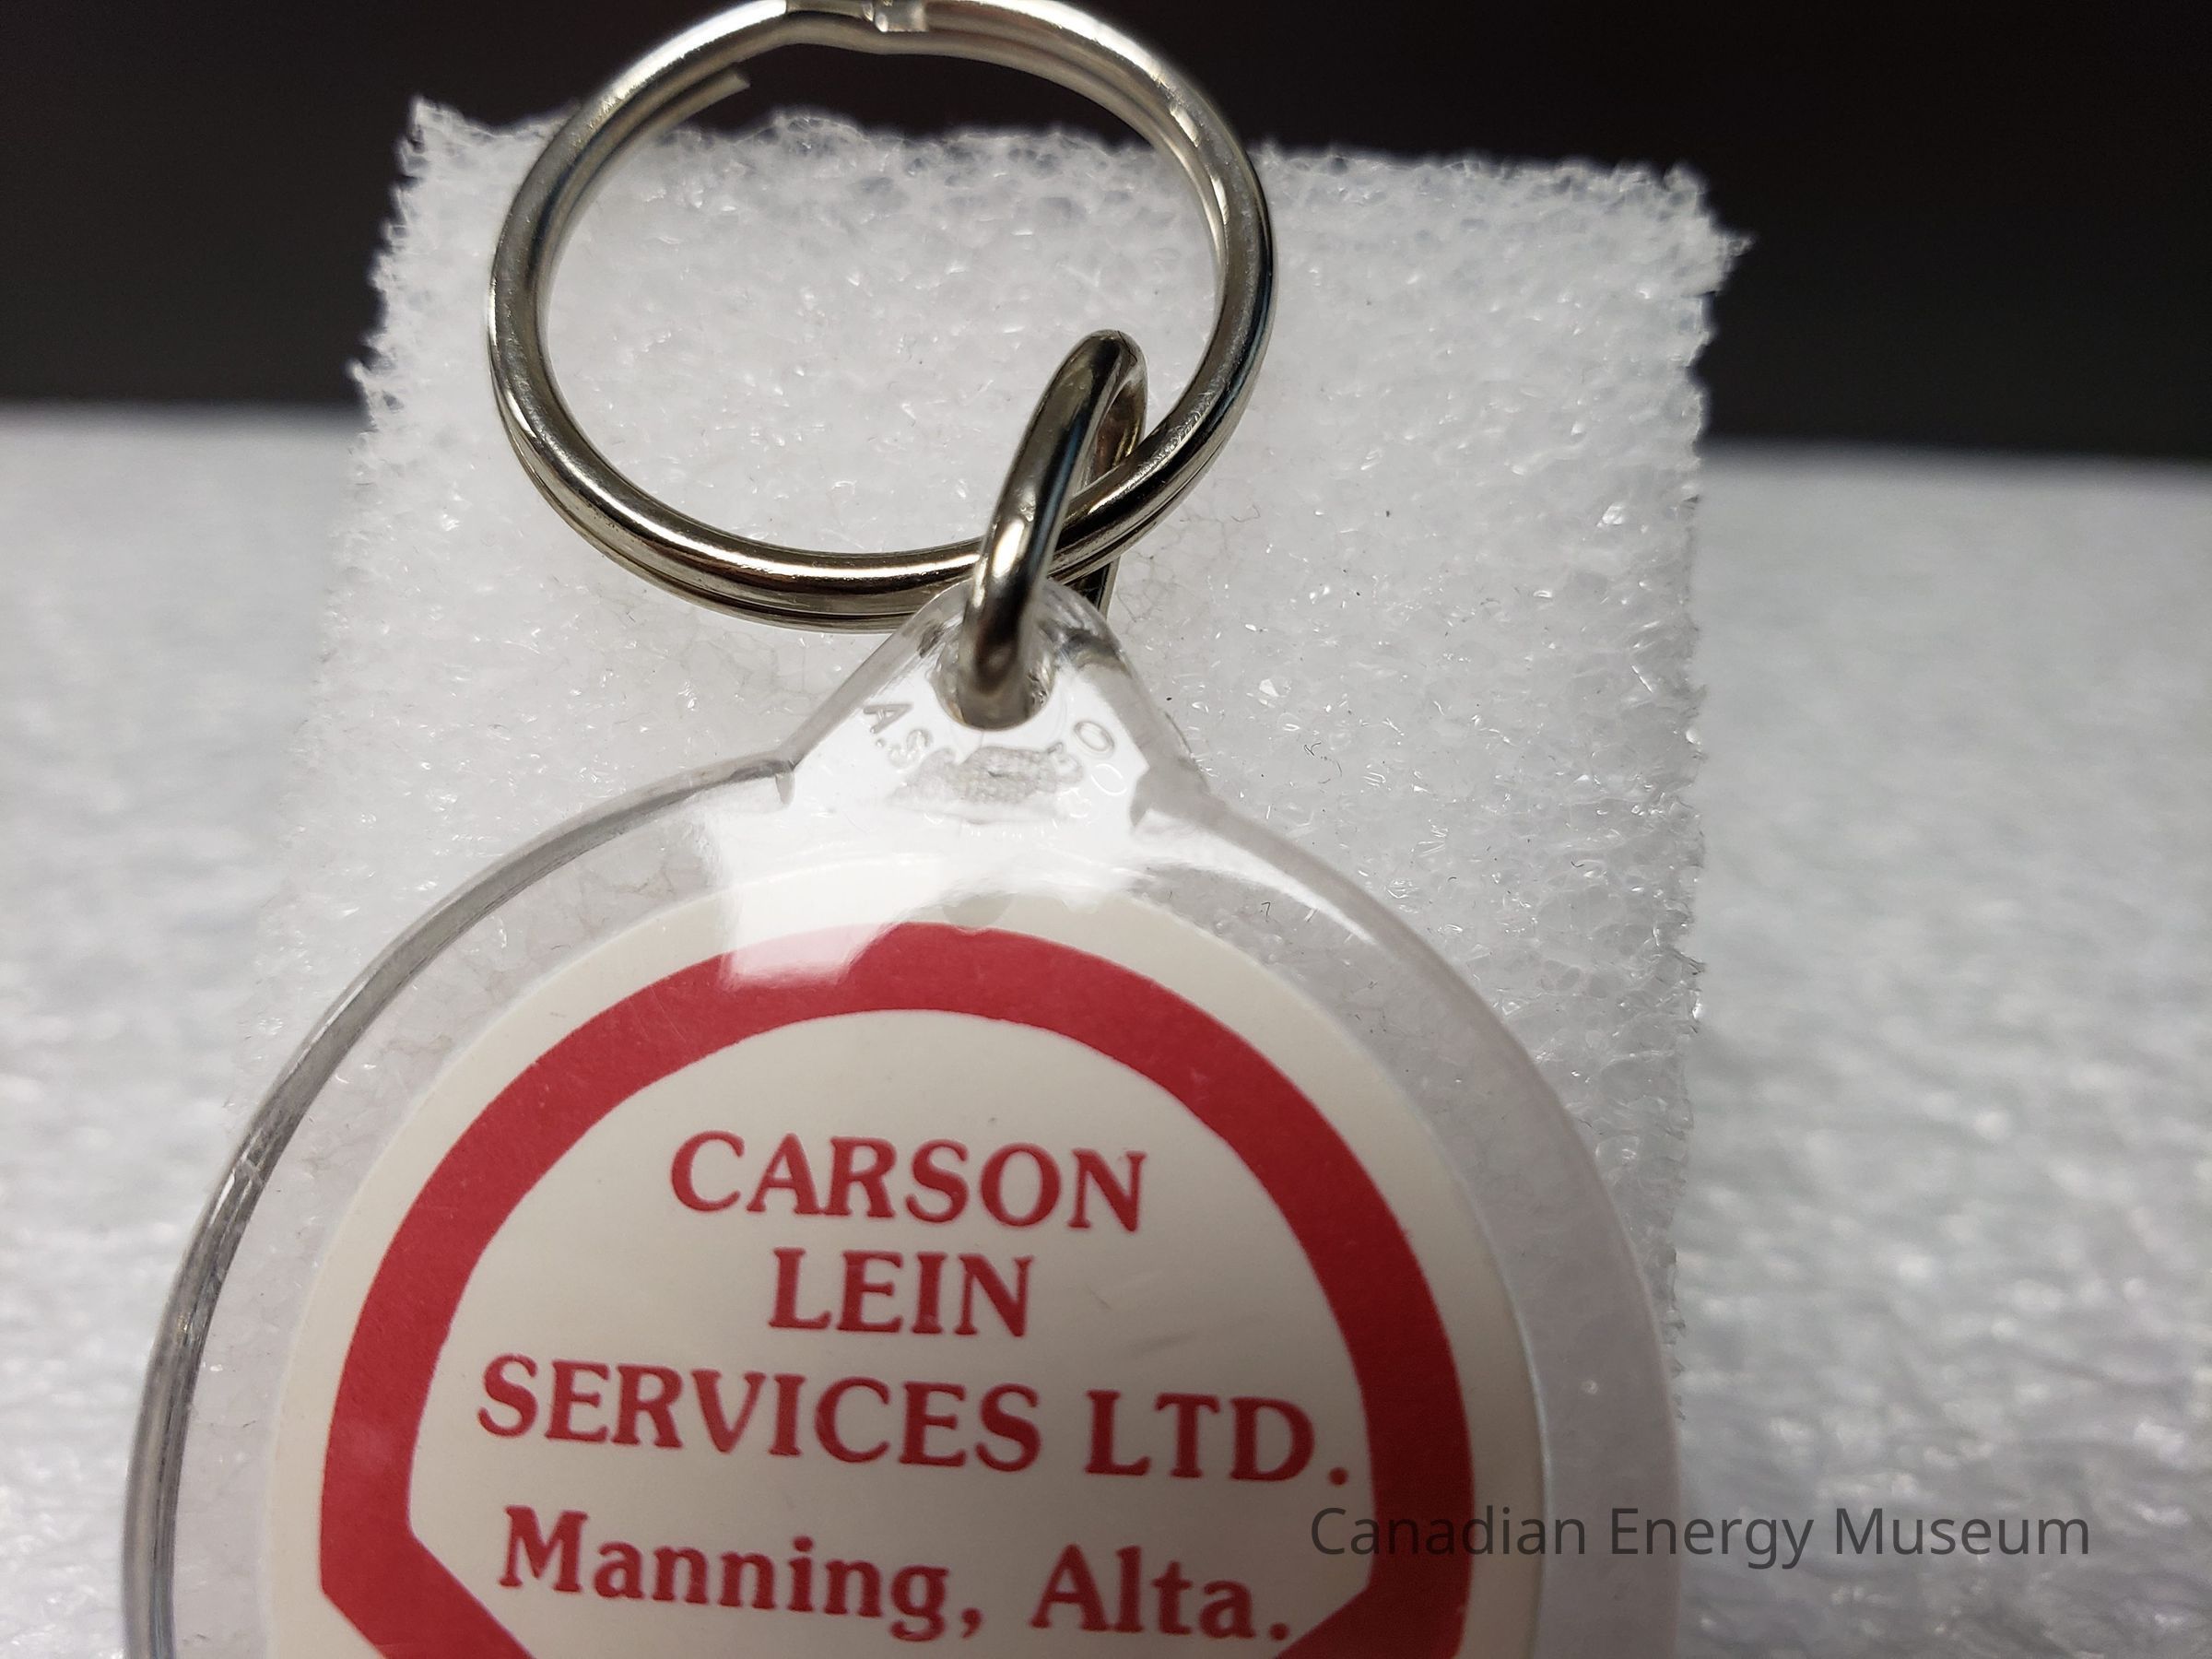 CARSON
LEIN
SERVICES LTD.
Manning, Alta.
Canadian Energy Museum